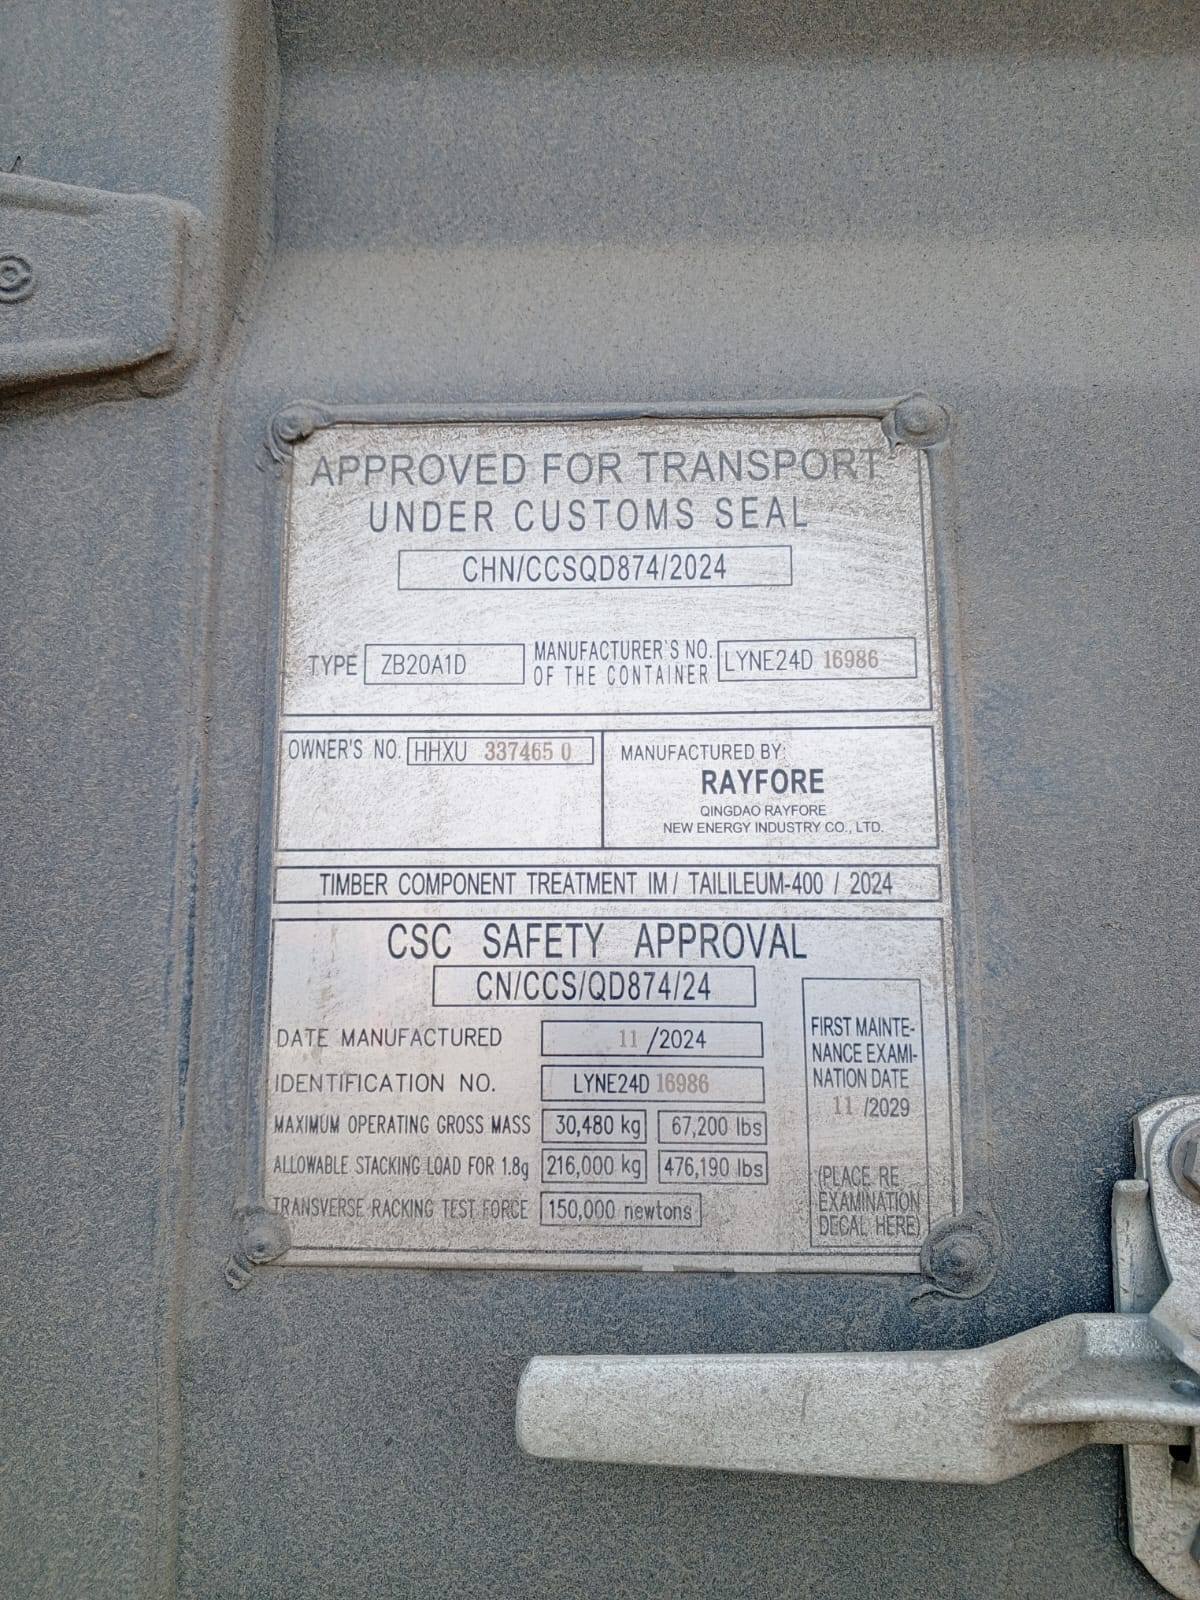 APPROVED FOR TRANSPORT
UNDER CUSTOMS SEAL
CHN/CCSQD874/2024
TYPE ZB20A1D MANUFACTURER'S NO. OF THE CONTAINER LYNE24D 16986
OWNER'S NO. HHXU 337465 0
MANUFACTURED BY:
RAYFORE
QINGDAO RAYFORE
NEW ENERGY INDUSTRY CO., LTD.
TIMBER COMPONENT TREATMENT IM / TAILILEUM-400 / 2024
CSC SAFETY APPROVAL
CN/CCS/QD874/24
DATE MANUFACTURED 11 /2024
IDENTIFICATION NO. LYNE24D 16986
MAXIMUM OPERATING GROSS MASS 30,480 kg 67,200 lbs
ALLOWABLE STACKING LOAD FOR 1.8g 216,000 kg 476,190 lbs
TRANSVERSE RACKING TEST FORCE 150,000 newtons
FIRST MAINTE-
NANCE EXAMI-
NATION DATE
11 /2029
(PLACE RE
EXAMINATION
DECAL HERE)